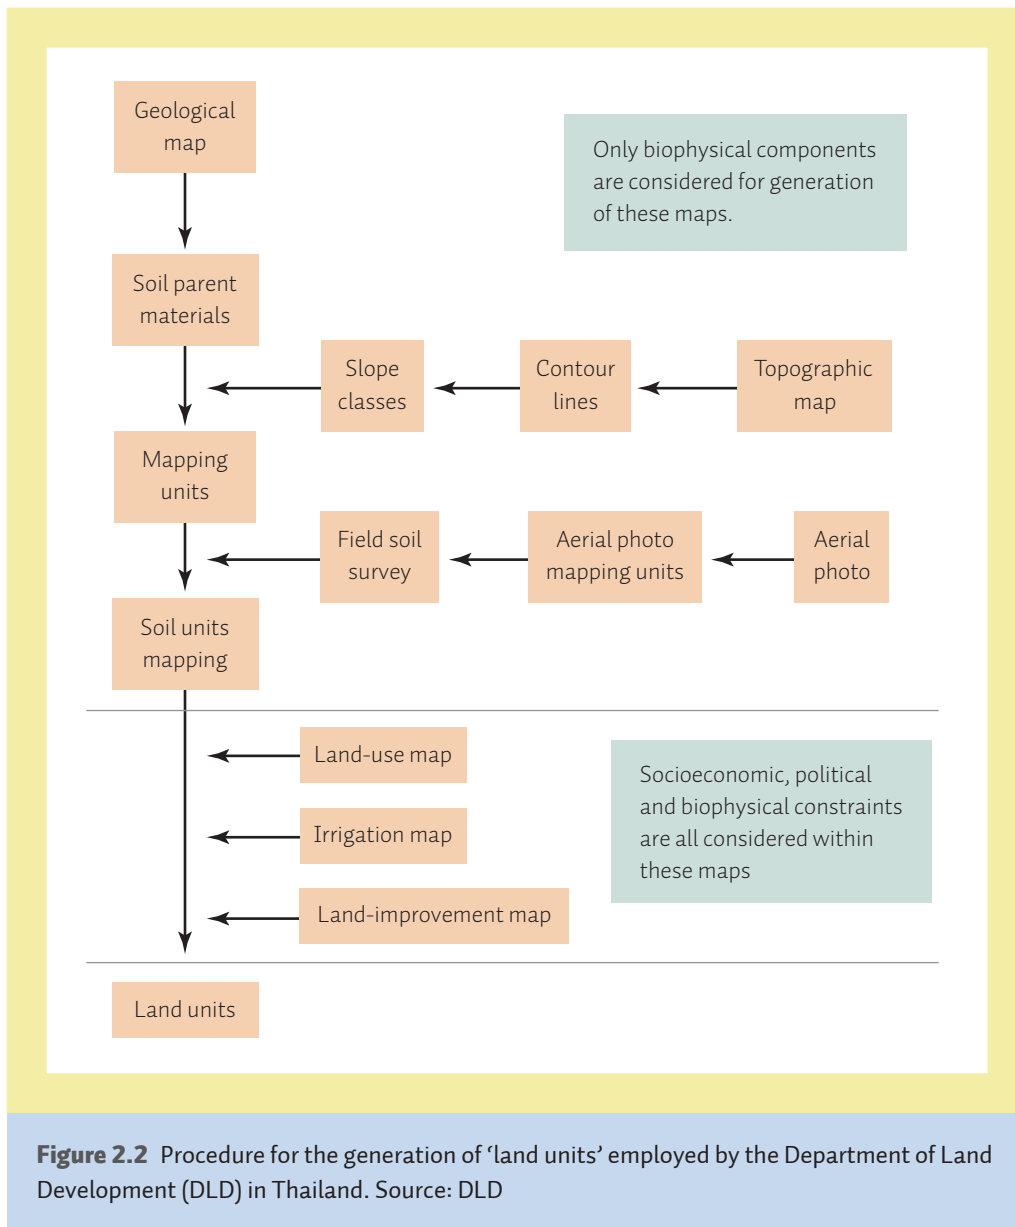 Geological
map
Only biophysical components
are considered for generation
of these maps.
Soil parent
materials
Slope
classes
Contour
lines
Topographic
map
Mapping
units
Field soil
survey
Aerial photo
mapping units
Aerial
photo
Soil units
mapping
Land-use map
Irrigation map
Land-improvement map
Socioeconomic, political
and biophysical constraints
are all considered within
these maps
Land units
Figure 2.2 Procedure for the generation of ‘land units’ employed by the Department of Land
Development (DLD) in Thailand. Source: DLD